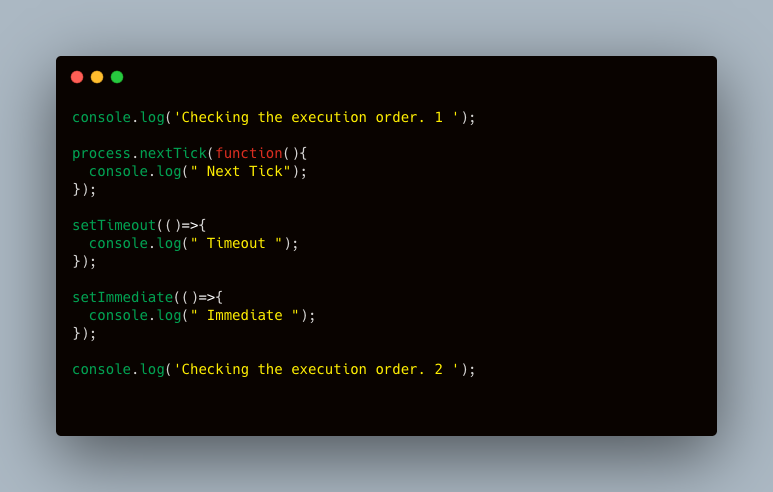 console.log('Checking the execution order. 1 ');
process.nextTick(function(){
  console.log(" Next Tick");
});
setTimeout(()=>{
  console.log(" Timeout ");
});
setImmediate(()=>{
  console.log(" Immediate ");
});
console.log('Checking the execution order. 2 ');